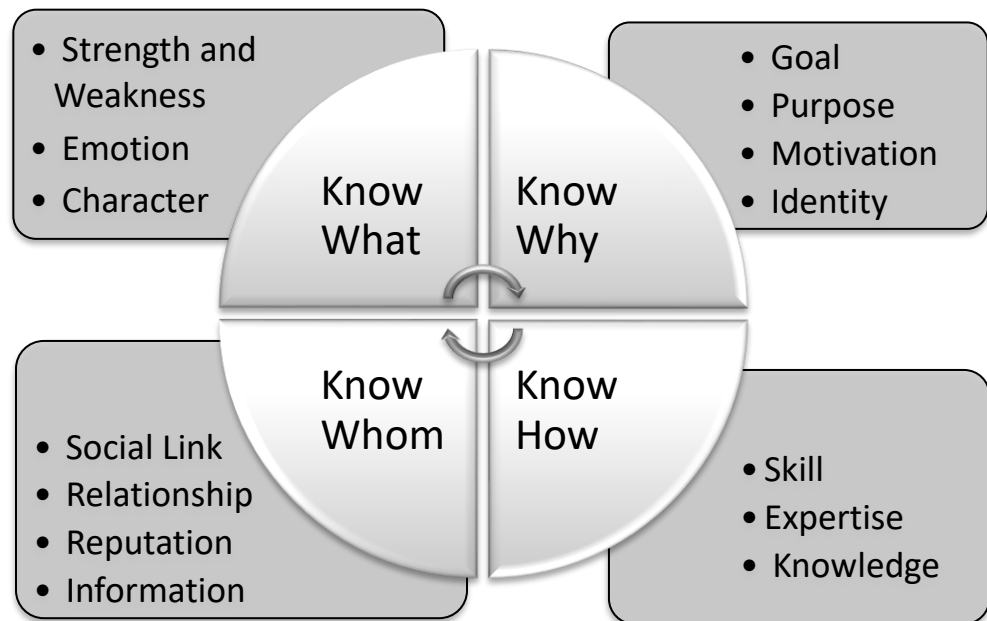 • Strength and
Weakness
• Emotion
• Character
• Goal
• Purpose
• Motivation
• Identity
Know
What
Know
Why
Know
Whom
Know
How
• Social Link
• Relationship
• Reputation
• Information
• Skill
• Expertise
• Knowledge